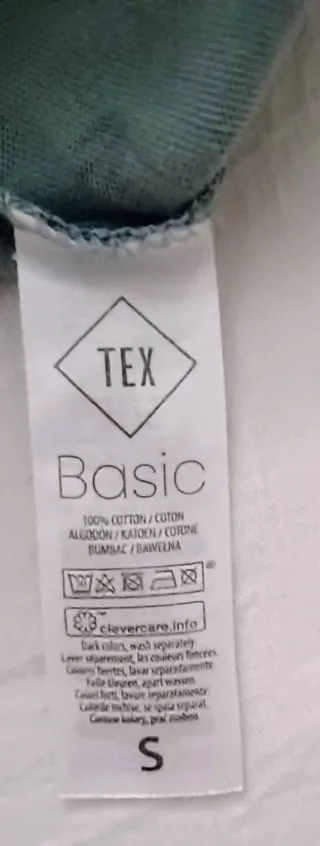 TEX
Basic
100% COTTON / COTON
ALGODÓN / KATOEN / COTONE
BUMBAC / BAWEŁNA
clevercare.info
Dark colors, wash separately
Laver séparément, les couleurs foncées
Colores fuertes, lavar separadamente
Felle kleuren, apart wassen
Colori forti, lavare separatamente
Culorile închise, se spală separat
Ciemne kolory, prać osobno
S